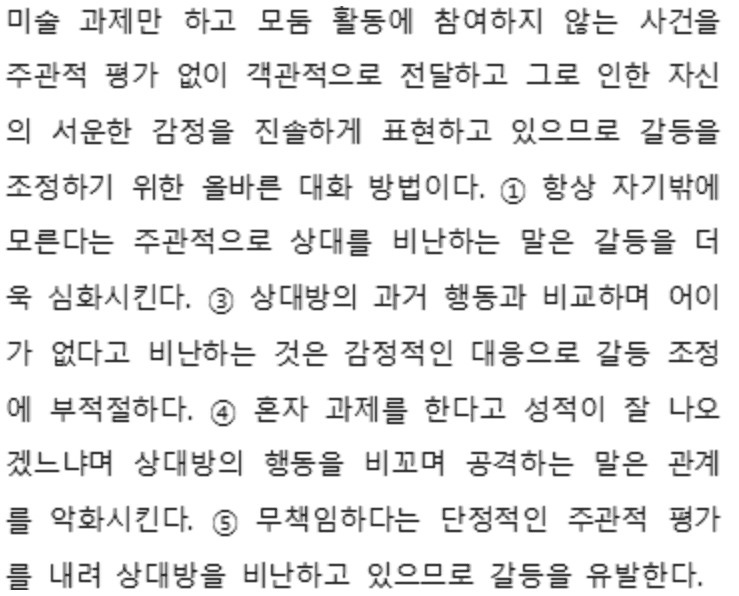 미술 과제만 하고 모둠 활동에 참여하지 않는 사건을
주관적 평가 없이 객관적으로 전달하고 그로 인한 자신
의 서운한 감정을 진솔하게 표현하고 있으므로 갈등을
조정하기 위한 올바른 대화 방법이다. ① 항상 자기밖에
모른다는 주관적으로 상대를 비난하는 말은 갈등을 더
욱 심화시킨다. ③ 상대방의 과거 행동과 비교하며 어이
가 없다고 비난하는 것은 감정적인 대응으로 갈등 조정
에 부적절하다. ④ 혼자 과제를 한다고 성적이 잘 나오
겠느냐며 상대방의 행동을 비꼬며 공격하는 말은 관계
를 악화시킨다. ⑤ 무책임하다는 단정적인 주관적 평가
를 내려 상대방을 비난하고 있으므로 갈등을 유발한다.